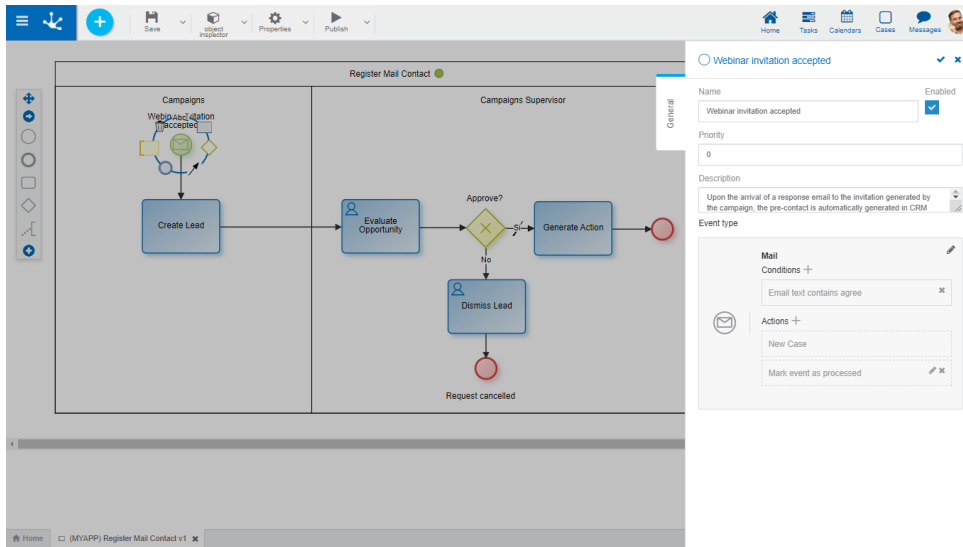 Save
object
inspector
Properties
Publish
Home
Tasks
Calendars
Cases
Messages
Register Mail Contact
Campaigns
Campaigns Supervisor
accepted
Create Lead
Evaluate
Opportunity
Approve?
Sí
No
Generate Action
Dismiss Lead
Request cancelled
General
Webinar invitation accepted
Name
Enabled
Webinar invitation accepted
Priority
0
Description
Upon the arrival of a response email to the invitation generated by
the campaign, the pre-contact is automatically generated in CRM
Event type
Mail
Conditions
Email text contains agree
Actions
New Case
Mark event as processed
Home
(MYAPP) Register Mail Contact v1